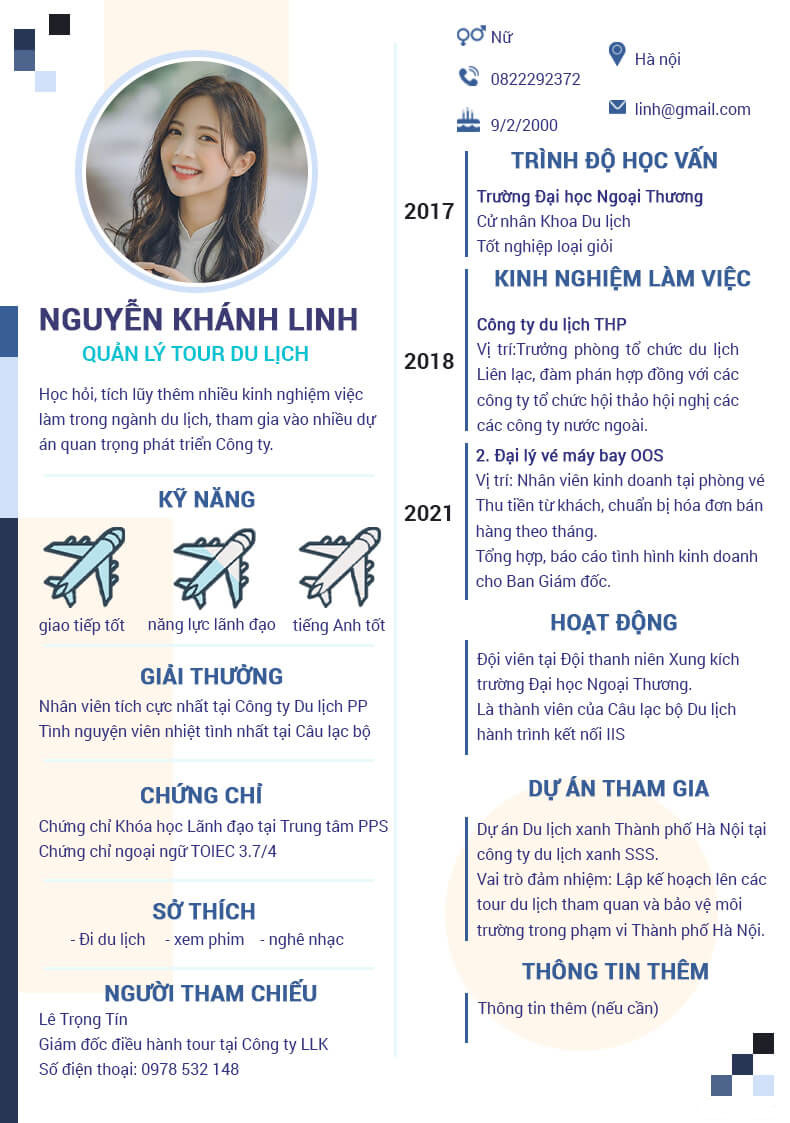 NGUYỄN KHÁNH LINH
QUẢN LÝ TOUR DU LỊCH
Học hỏi, tích lũy thêm nhiều kinh nghiệm việc
làm trong ngành du lịch, tham gia vào nhiều dự
án quan trọng phát triển Công ty.
KỸ NĂNG
giao tiếp tốt
năng lực lãnh đạo
tiếng Anh tốt
GIẢI THƯỞNG
Nhân viên tích cực nhất tại Công ty Du lịch PP
Tình nguyện viên nhiệt tình nhất tại Câu lạc bộ
CHỨNG CHỈ
Chứng chỉ Khóa học Lãnh đạo tại Trung tâm PPS
Chứng chỉ ngoại ngữ TOIEC 3.7/4
SỞ THÍCH
- Đi du lịch - xem phim - nghê nhạc
NGƯỜI THAM CHIẾU
Lê Trọng Tín
Giám đốc điều hành tour tại Công ty LLK
Số điện thoại: 0978 532 148
Nữ
0822292372
9/2/2000
Hà nội
linh@gmail.com
TRÌNH ĐỘ HỌC VẤN
2017
Trường Đại học Ngoại Thương
Cử nhân Khoa Du lịch
Tốt nghiệp loại giỏi
KINH NGHIỆM LÀM VIỆC
2018
Công ty du lịch THP
Vị trí:Trưởng phòng tổ chức du lịch
Liên lạc, đàm phán hợp đồng với các
công ty tổ chức hội thảo hội nghị các
các công ty nước ngoài.
2021
2. Đại lý vé máy bay OOS
Vị trí: Nhân viên kinh doanh tại phòng vé
Thu tiền từ khách, chuẩn bị hóa đơn bán
hàng theo tháng.
Tổng hợp, báo cáo tình hình kinh doanh
cho Ban Giám đốc.
HOẠT ĐỘNG
Đội viên tại Đội thanh niên Xung kích
trường Đại học Ngoại Thương.
Là thành viên của Câu lạc bộ Du lịch
hành trình kết nối IIS
DỰ ÁN THAM GIA
Dự án Du lịch xanh Thành phố Hà Nội tại
công ty du lịch xanh SSS.
Vai trò đảm nhiệm: Lập kế hoạch lên các
tour du lịch tham quan và bảo vệ môi
trường trong phạm vi Thành phố Hà Nội.
THÔNG TIN THÊM
Thông tin thêm (nếu cần)